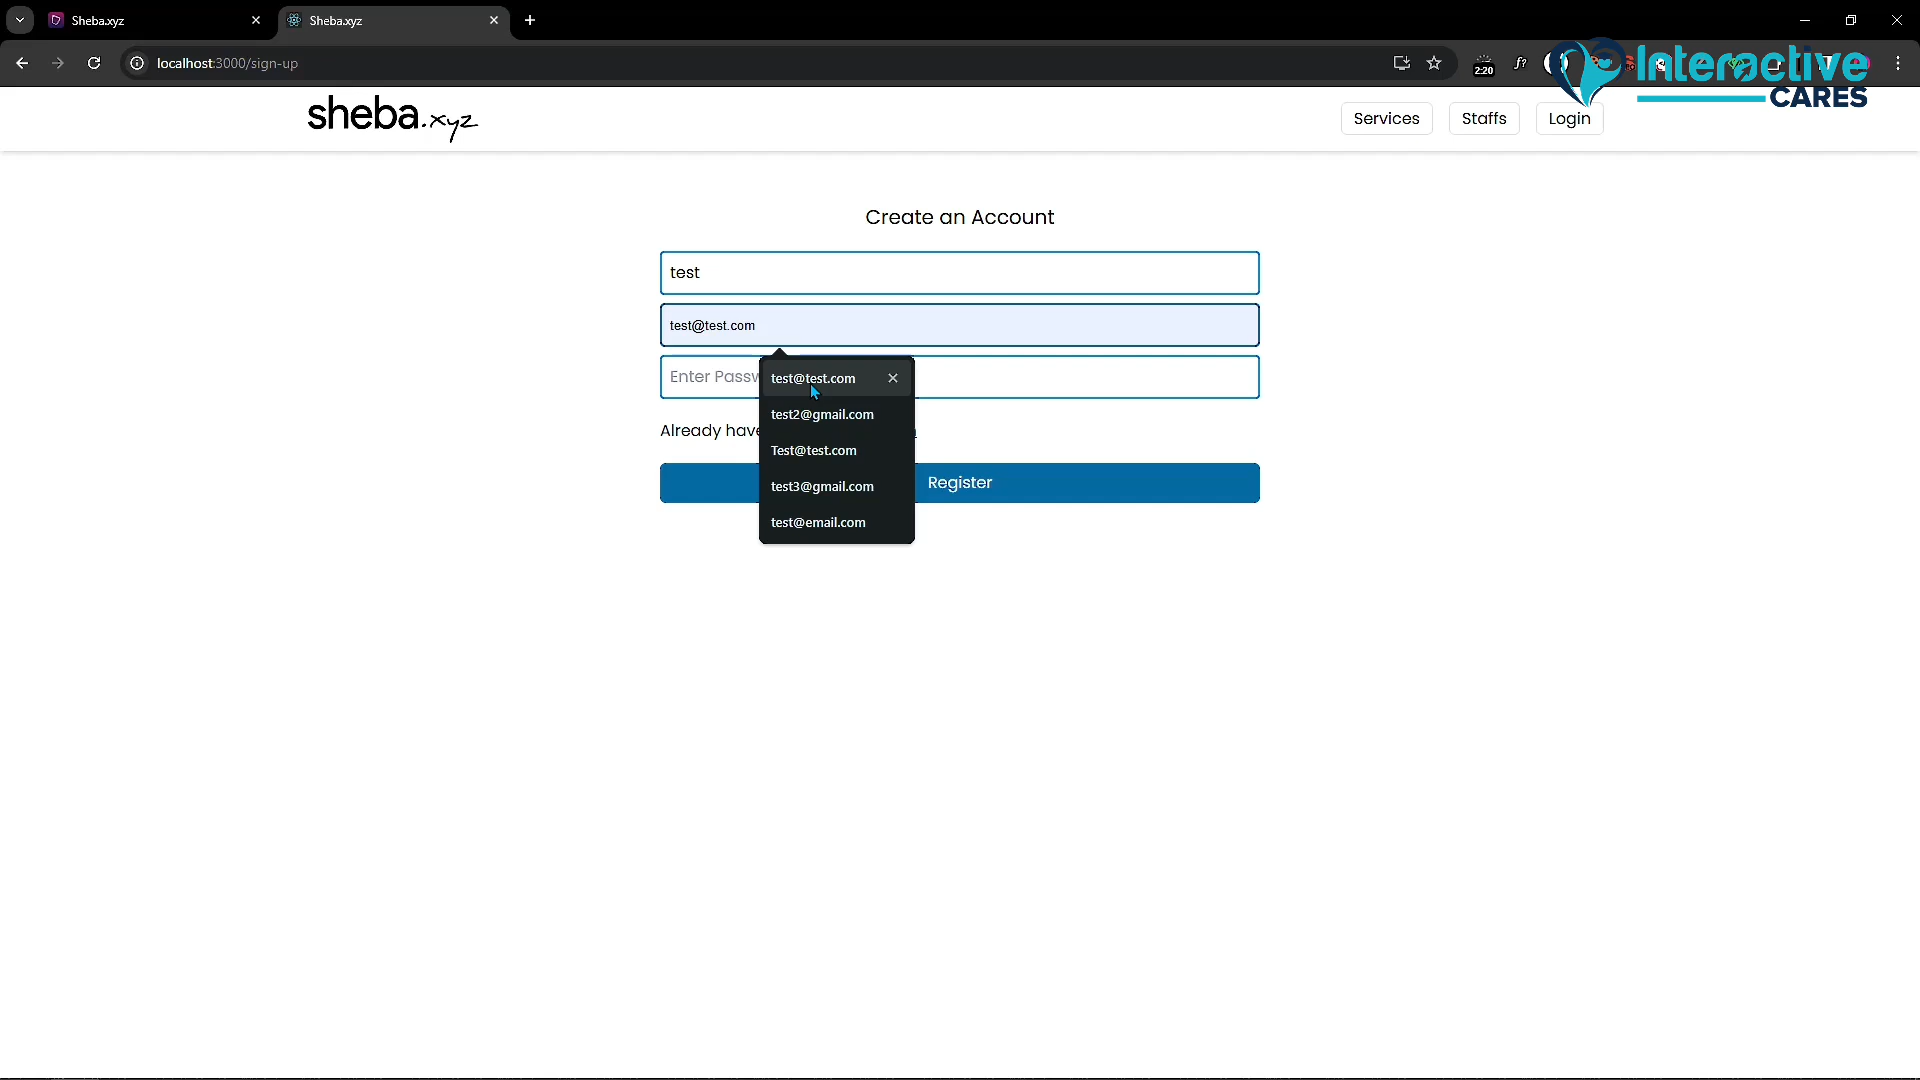 Sheba.xyz
Sheba.xyz
localhost:3000/sign-up
2:20
f?
Interactive
CARES
sheba.xyz
Services
Staffs
Login
Create an Account
test
test@test.com
Enter Passw
test@test.com
test2@gmail.com
Already have
Test@test.com
Register
test3@gmail.com
test@email.com